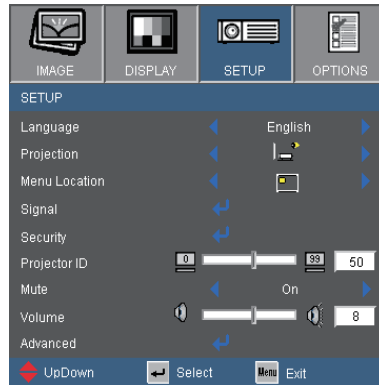 IMAGE DISPLAY SETUP OPTIONS
SETUP
Language English
Projection
Menu Location
Signal
Security
Projector ID 0 99 50
Mute On
Volume 8
Advanced
UpDown Select Menu Exit